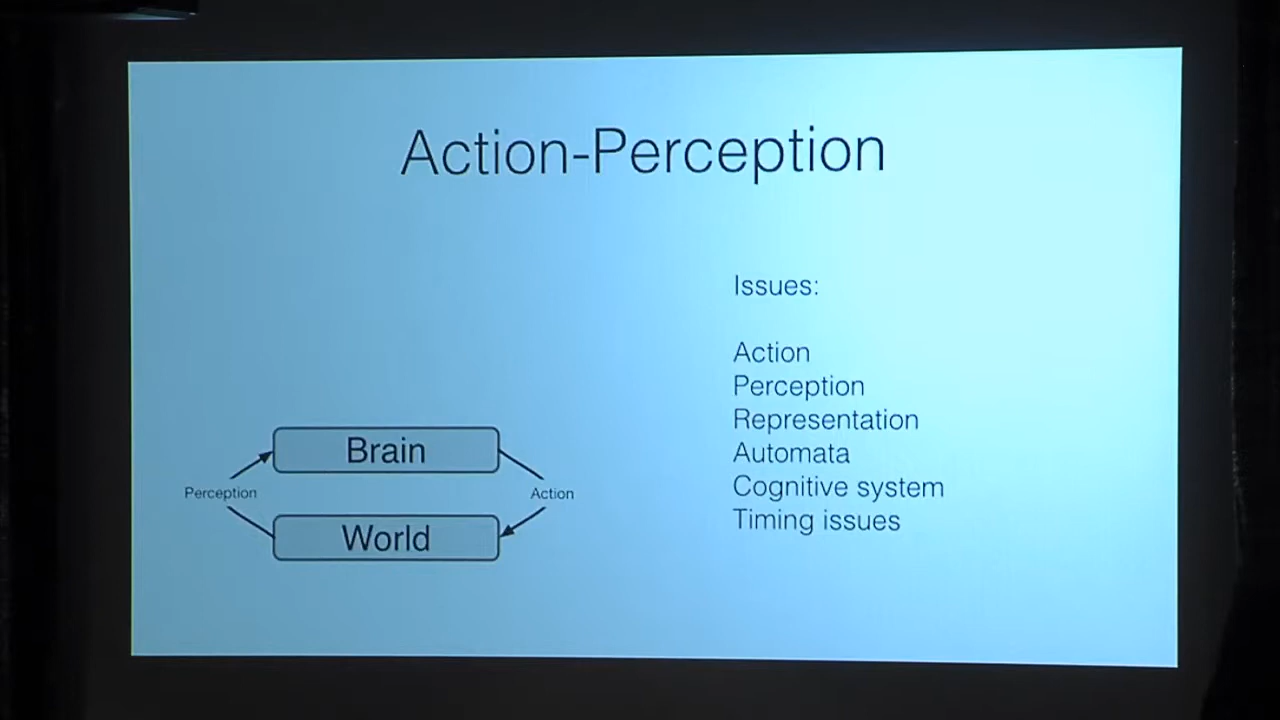 Action-Perception
Issues:
Action
Perception
Representation
Automata
Cognitive system
Timing issues
Brain
Perception
Action
World